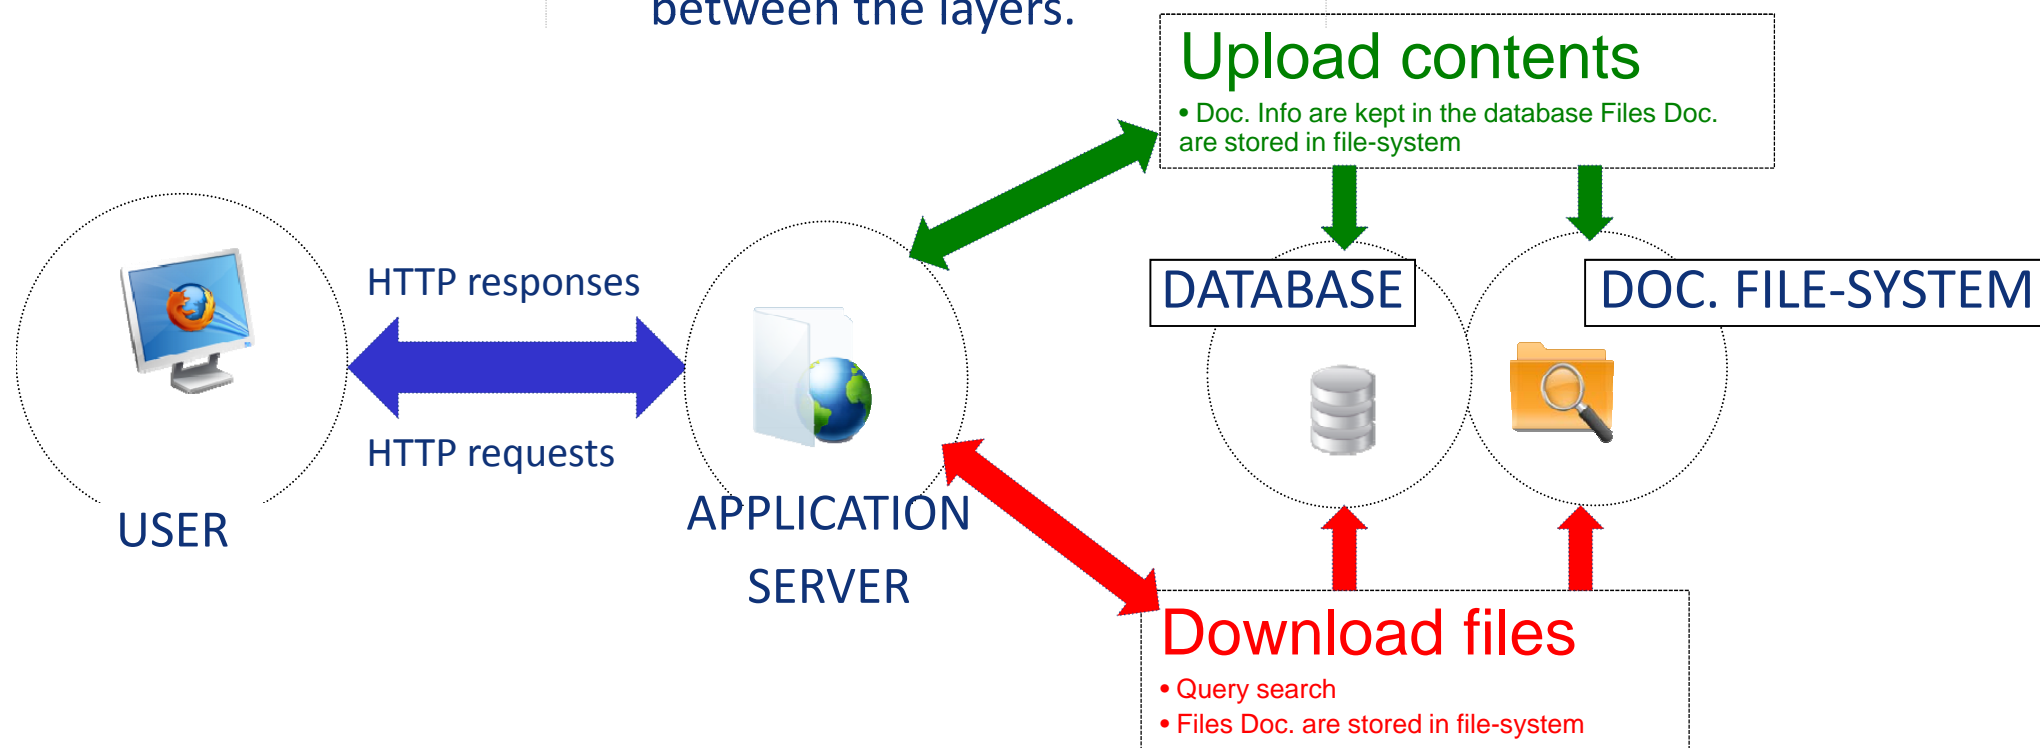 between the layers.
Upload contents
• Doc. Info are kept in the database Files Doc.
are stored in file-system
HTTP responses
DATABASE
DOC. FILE-SYSTEM
HTTP requests
USER
APPLICATION
SERVER
Download files
• Query search
• Files Doc. are stored in file-system